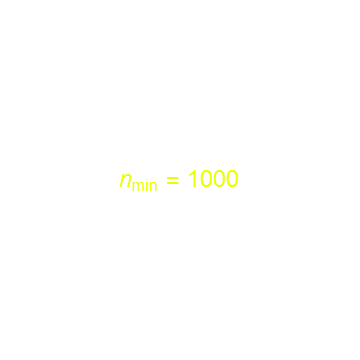 n_min = 1000